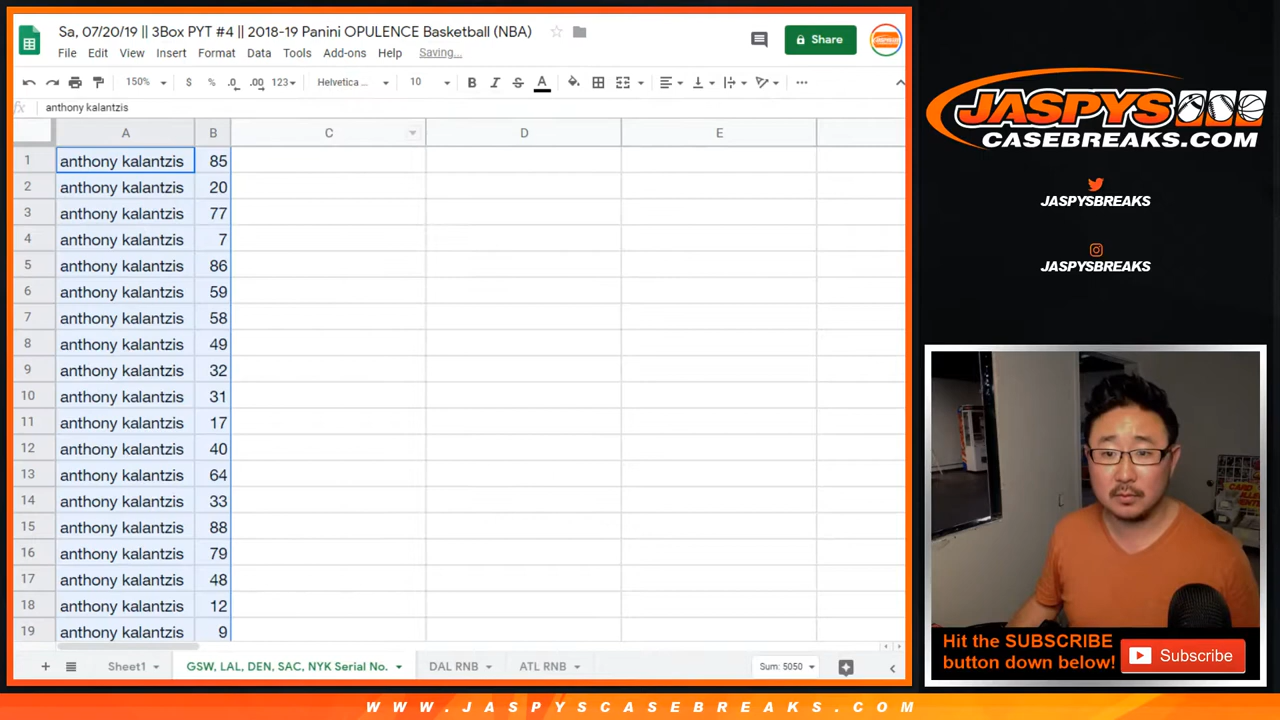 Sa, 07/20/19 || 3Box PYT #4 || 2018-19 Panini OPULENCE Basketball (NBA)
File Edit View Insert Format Data Tools Add-ons Help Saving...
Share
150% $ % .0 .00 123 Helvetica ... 10 B I S A
fx anthony kalantzis
A B C D E
1 anthony kalantzis 85
2 anthony kalantzis 20
3 anthony kalantzis 77
4 anthony kalantzis 7
5 anthony kalantzis 86
6 anthony kalantzis 59
7 anthony kalantzis 58
8 anthony kalantzis 49
9 anthony kalantzis 32
10 anthony kalantzis 31
11 anthony kalantzis 17
12 anthony kalantzis 40
13 anthony kalantzis 64
14 anthony kalantzis 33
15 anthony kalantzis 88
16 anthony kalantzis 79
17 anthony kalantzis 48
18 anthony kalantzis 12
19 anthony kalantzis 9
Sheet1 GSW, LAL, DEN, SAC, NYK Serial No. DAL RNB ATL RNB Sum: 5050
JASPYS
CASEBREAKS.COM
JASPYSBREAKS
JASPYSBREAKS
Hit the SUBSCRIBE
button down below!
Subscribe
WWW.JASPYSCASEBREAKS.COM